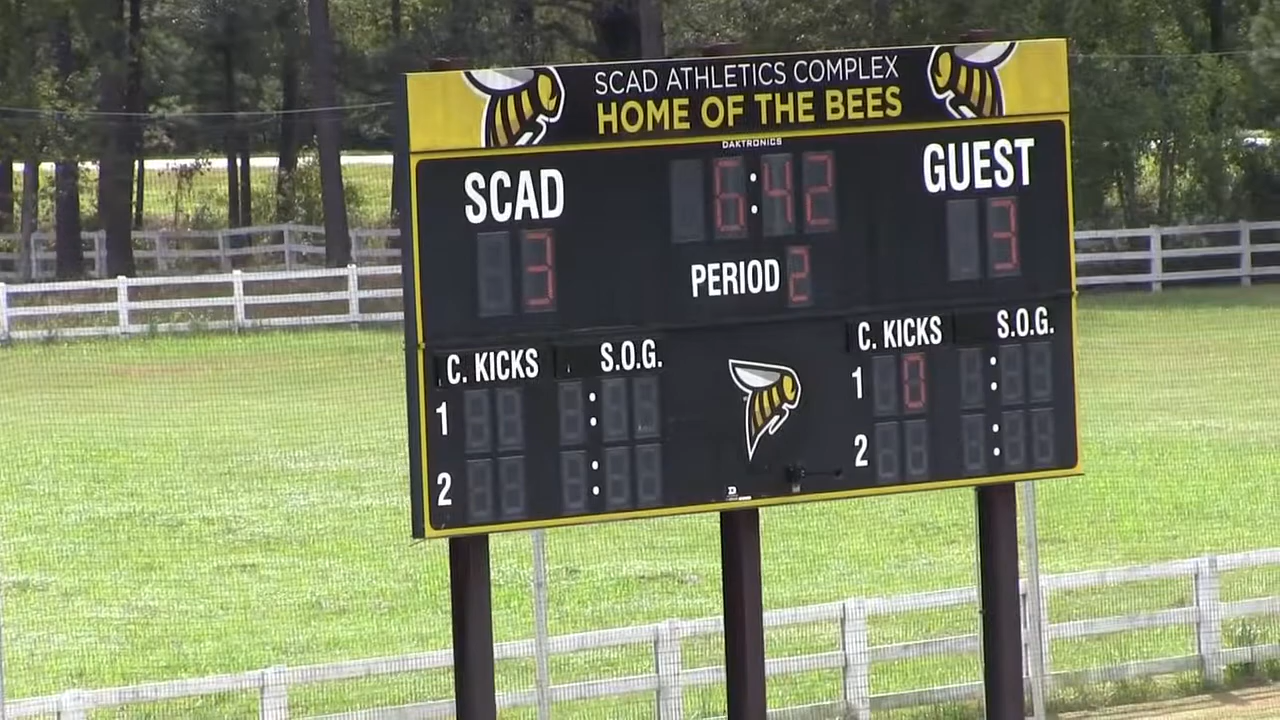 SCAD ATHLETICS COMPLEX
HOME OF THE BEES
DAKTRONICS
SCAD
6:42
GUEST
3
PERIOD 2
3
C. KICKS S.O.G.
C. KICKS S.O.G.
1 :
1 0 :
2 :
2 :